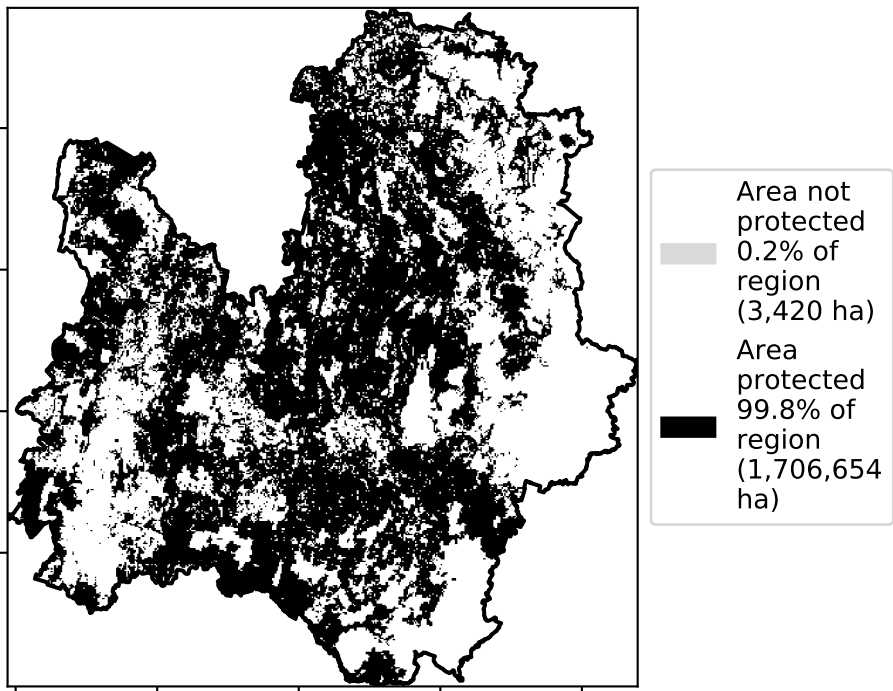 Area not
protected
0.2% of
region
(3,420 ha)
Area
protected
99.8% of
region
(1,706,654
ha)